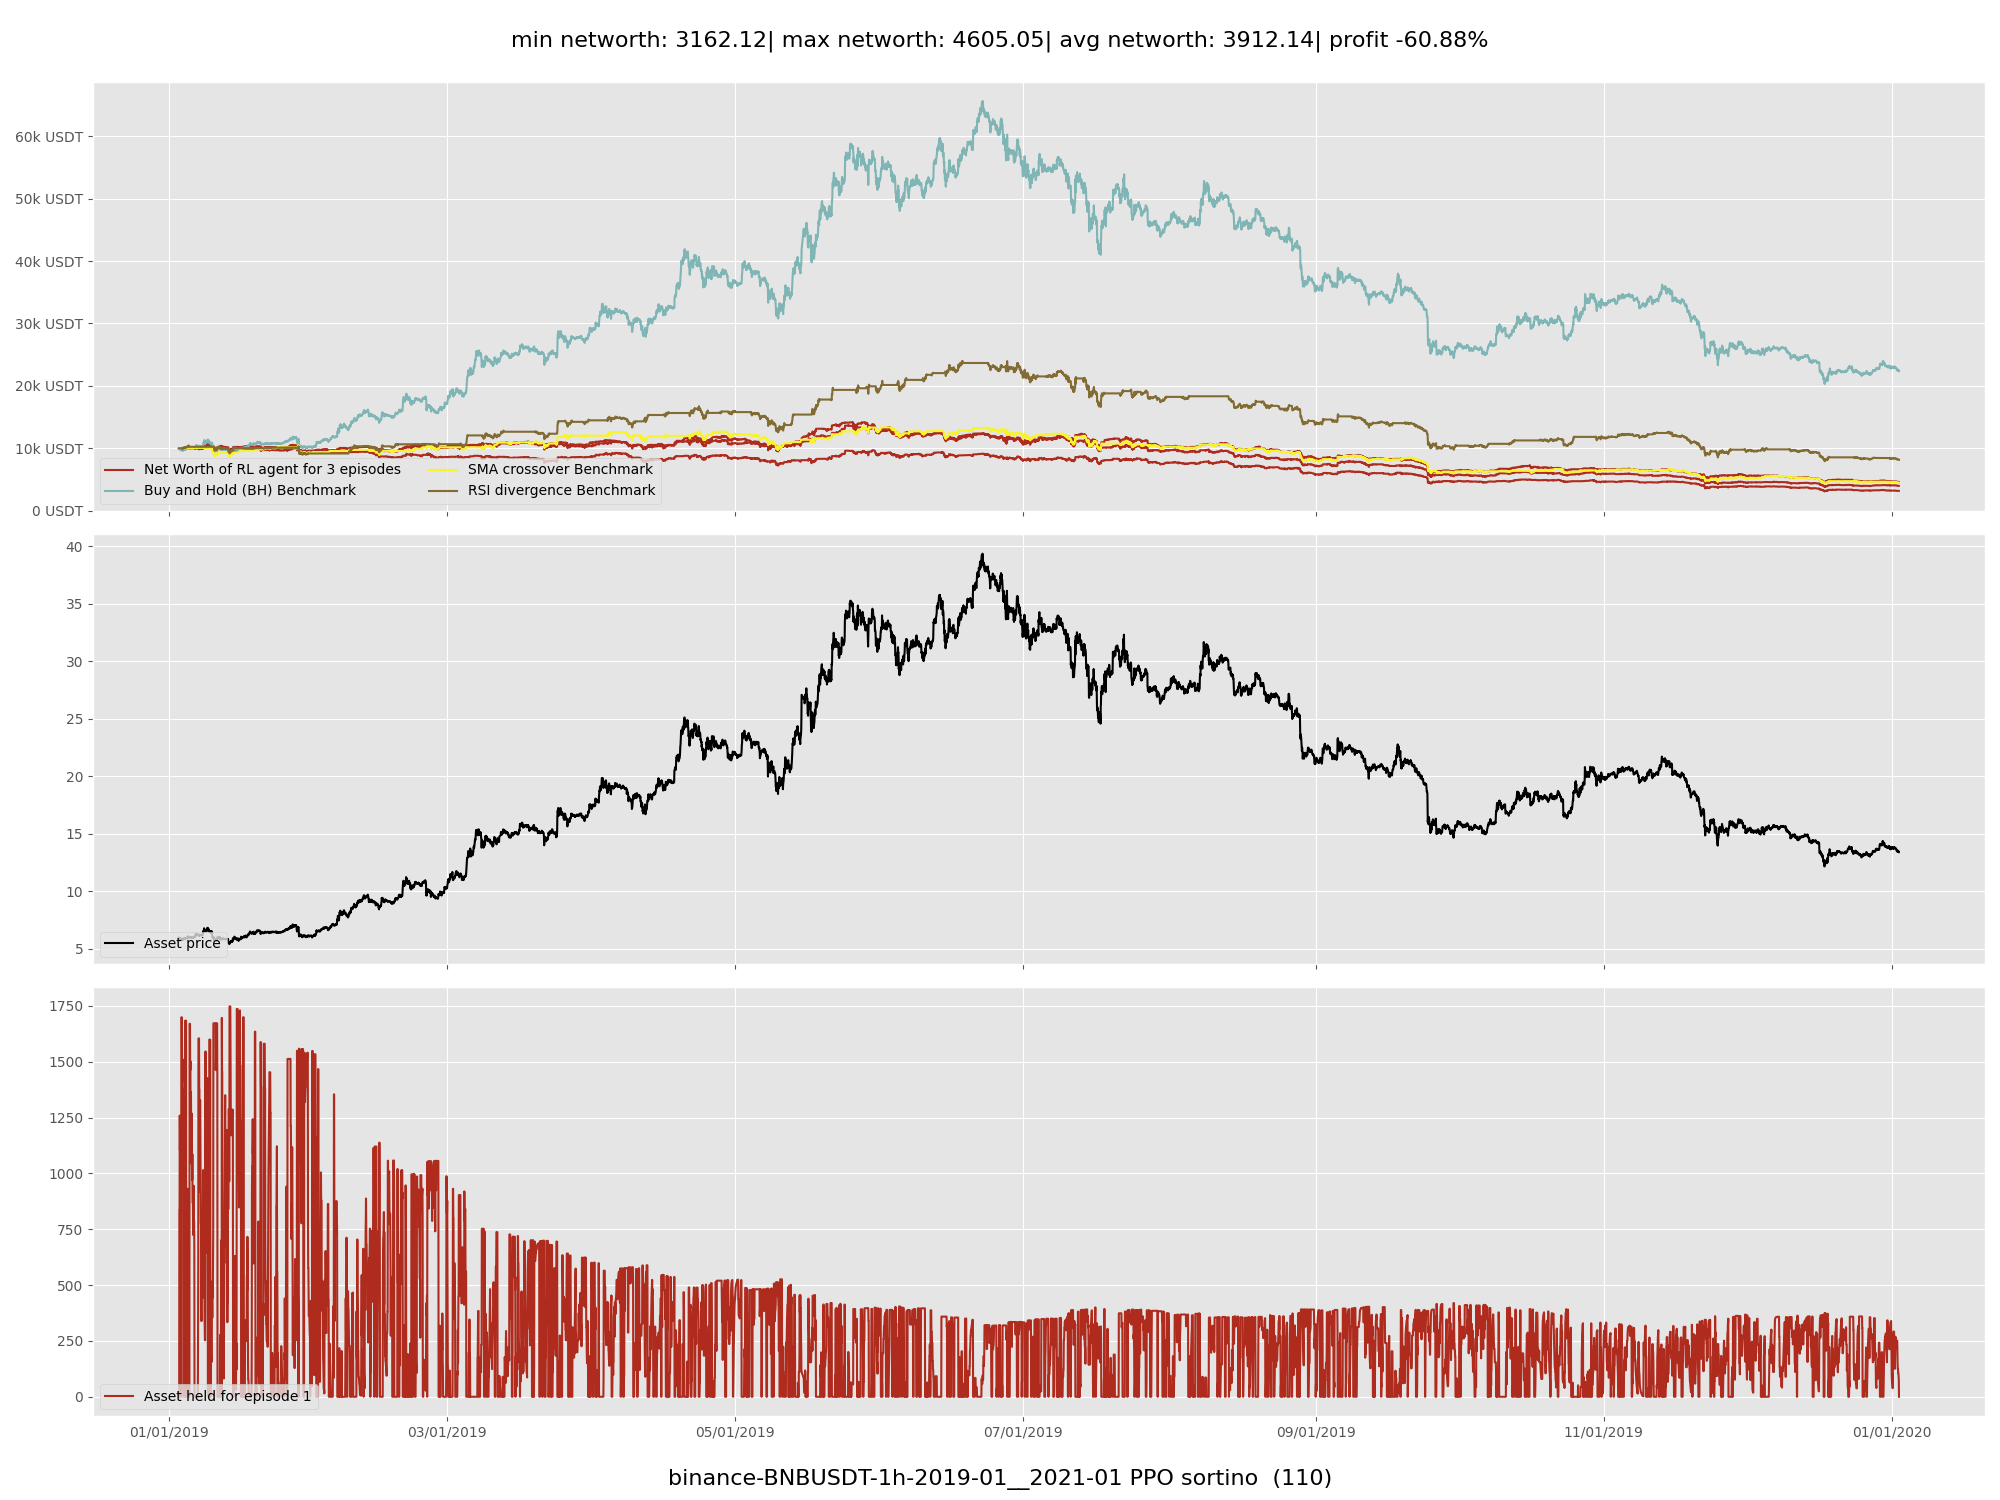 min networth: 3162.12| max networth: 4605.05| avg networth: 3912.14| profit -60.88%
60k USDT
50k USDT
40k USDT
30k USDT
20k USDT
10k USDT
0 USDT
Net Worth of RL agent for 3 episodes
Buy and Hold (BH) Benchmark
SMA crossover Benchmark
RSI divergence Benchmark
40
35
30
25
20
15
10
5
Asset price
1750
1500
1250
1000
750
500
250
0
Asset held for episode 1
01/01/2019 03/01/2019 05/01/2019 07/01/2019 09/01/2019 11/01/2019 01/01/2020
binance-BNBUSDT-1h-2019-01__2021-01 PPO sortino (110)